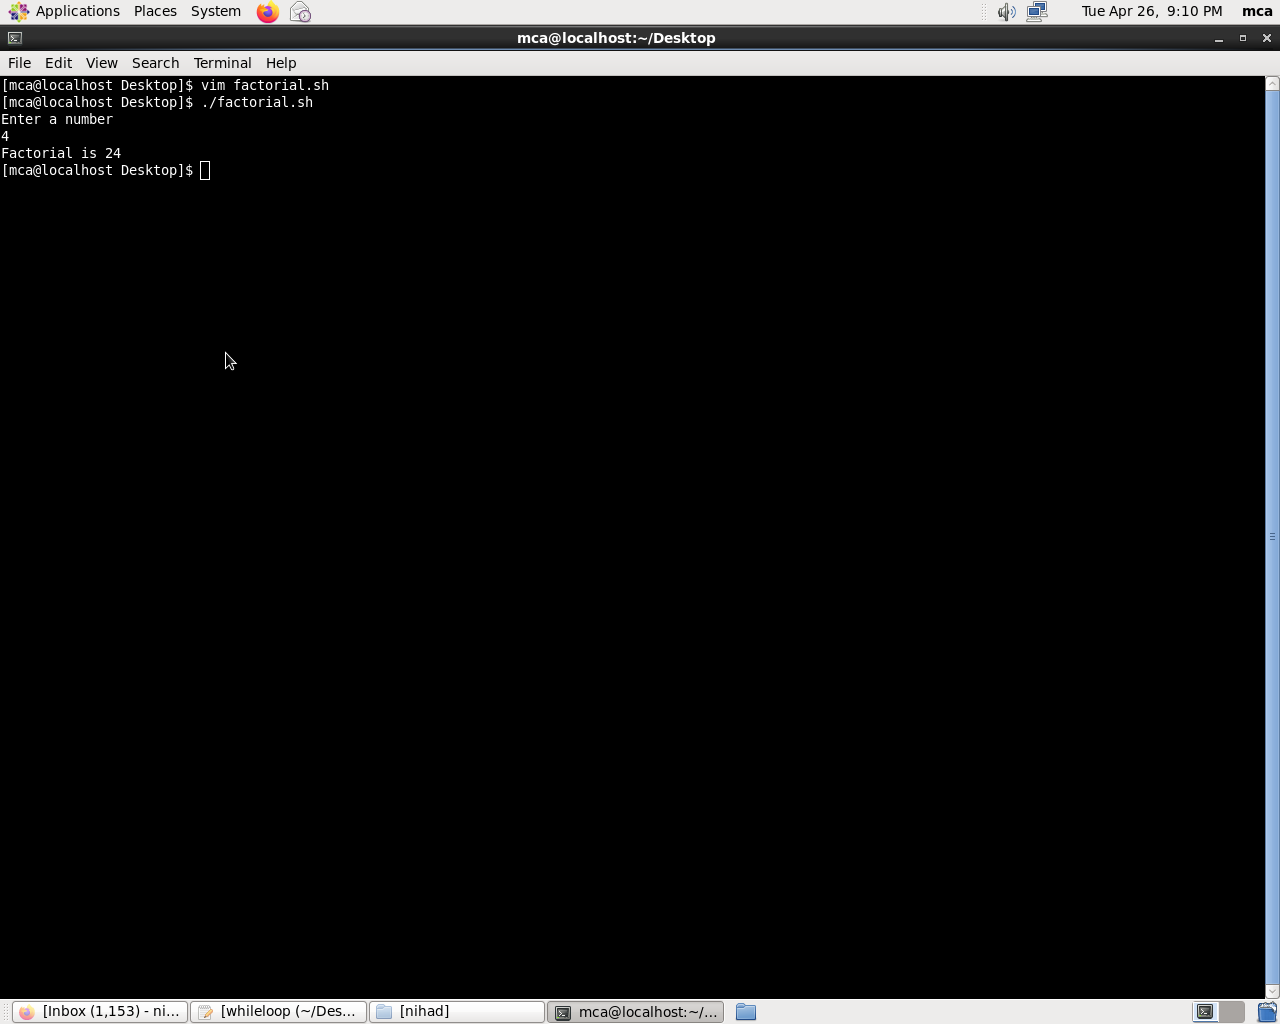 Applications Places System Tue Apr 26, 9:10 PM mca
mca@localhost:~/Desktop
File Edit View Search Terminal Help
[mca@localhost Desktop]$ vim factorial.sh
[mca@localhost Desktop]$ ./factorial.sh
Enter a number
4
Factorial is 24
[mca@localhost Desktop]$
[Inbox (1,153) - ni... [whileloop (~/Des... [nihad] mca@localhost:~/...